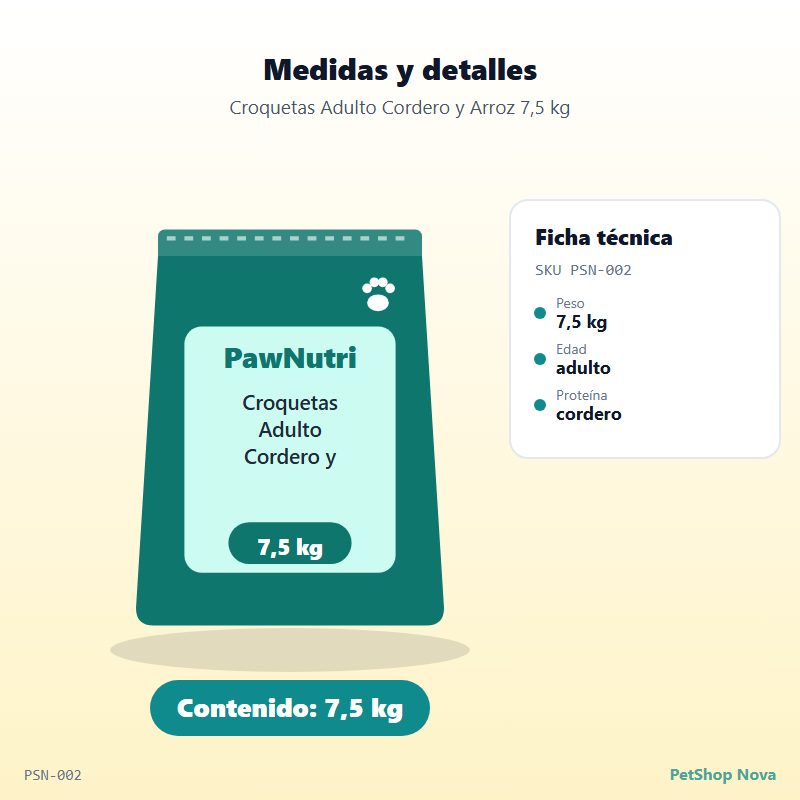 Medidas y detalles
Croquetas Adulto Cordero y Arroz 7,5 kg
PawNutri
Croquetas
Adulto
Cordero y
7,5 kg
Contenido: 7,5 kg
Ficha técnica
SKU PSN-002
Peso
7,5 kg
Edad
adulto
Proteína
cordero
PSN-002
PetShop Nova